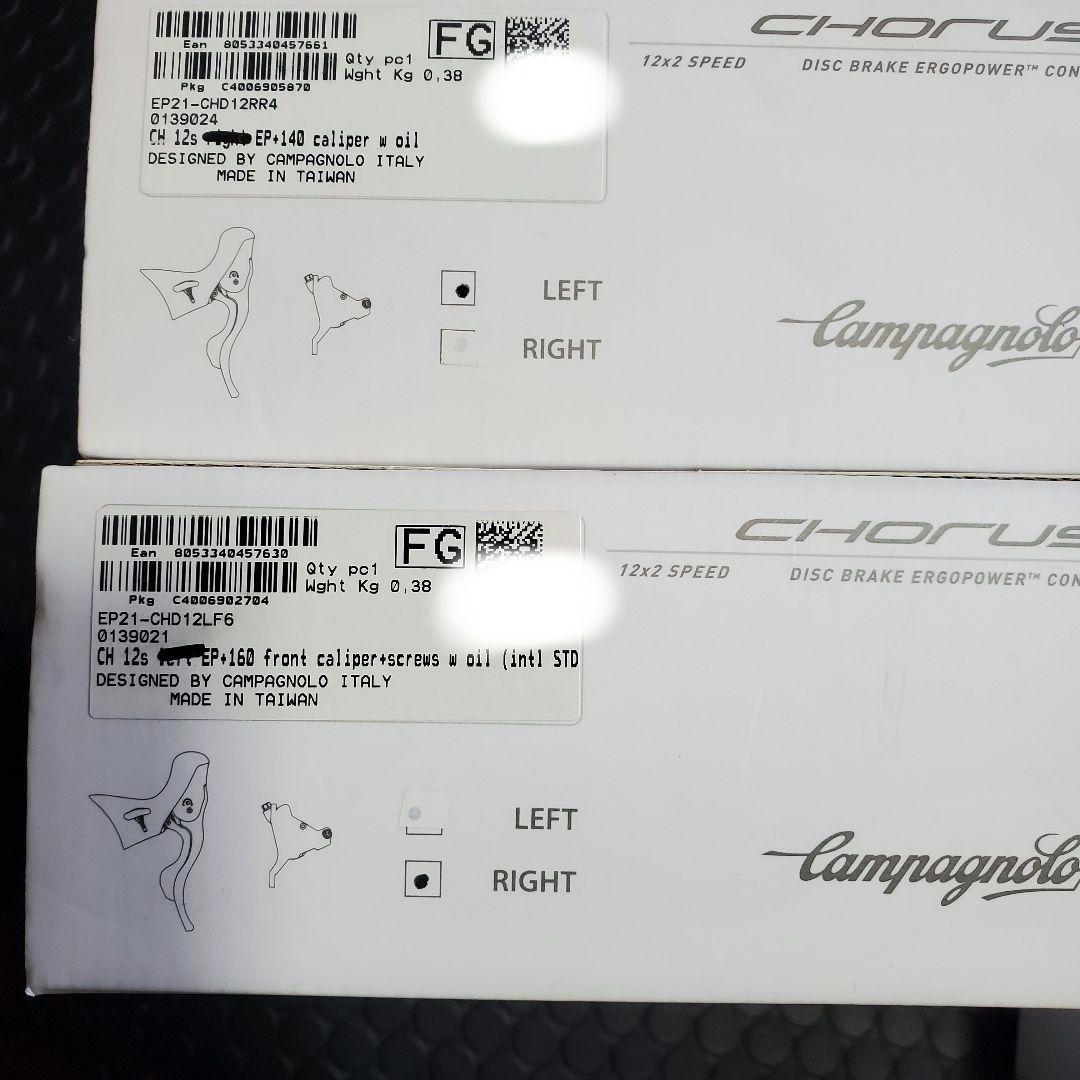 CHORUS
12x2 SPEED DISC BRAKE ERGOPOWER™ CON
Ean 8053340457661
FG
Qty pc1
Wght Kg 0,38
Pkg C4006905870
EP21-CHD12RR4
0139024
CH 12s EP+140 caliper w oil
DESIGNED BY CAMPAGNOLO ITALY
MADE IN TAIWAN
LEFT
RIGHT
Campagnolo
CHORUS
12x2 SPEED DISC BRAKE ERGOPOWER™ CON
Ean 8053340457630
FG
Qty pc1
Wght Kg 0,38
Pkg C4006902704
EP21-CHD12LF6
0139021
CH 12s EP+160 front caliper+screws w oil (intl STD
DESIGNED BY CAMPAGNOLO ITALY
MADE IN TAIWAN
LEFT
RIGHT
Campagnolo